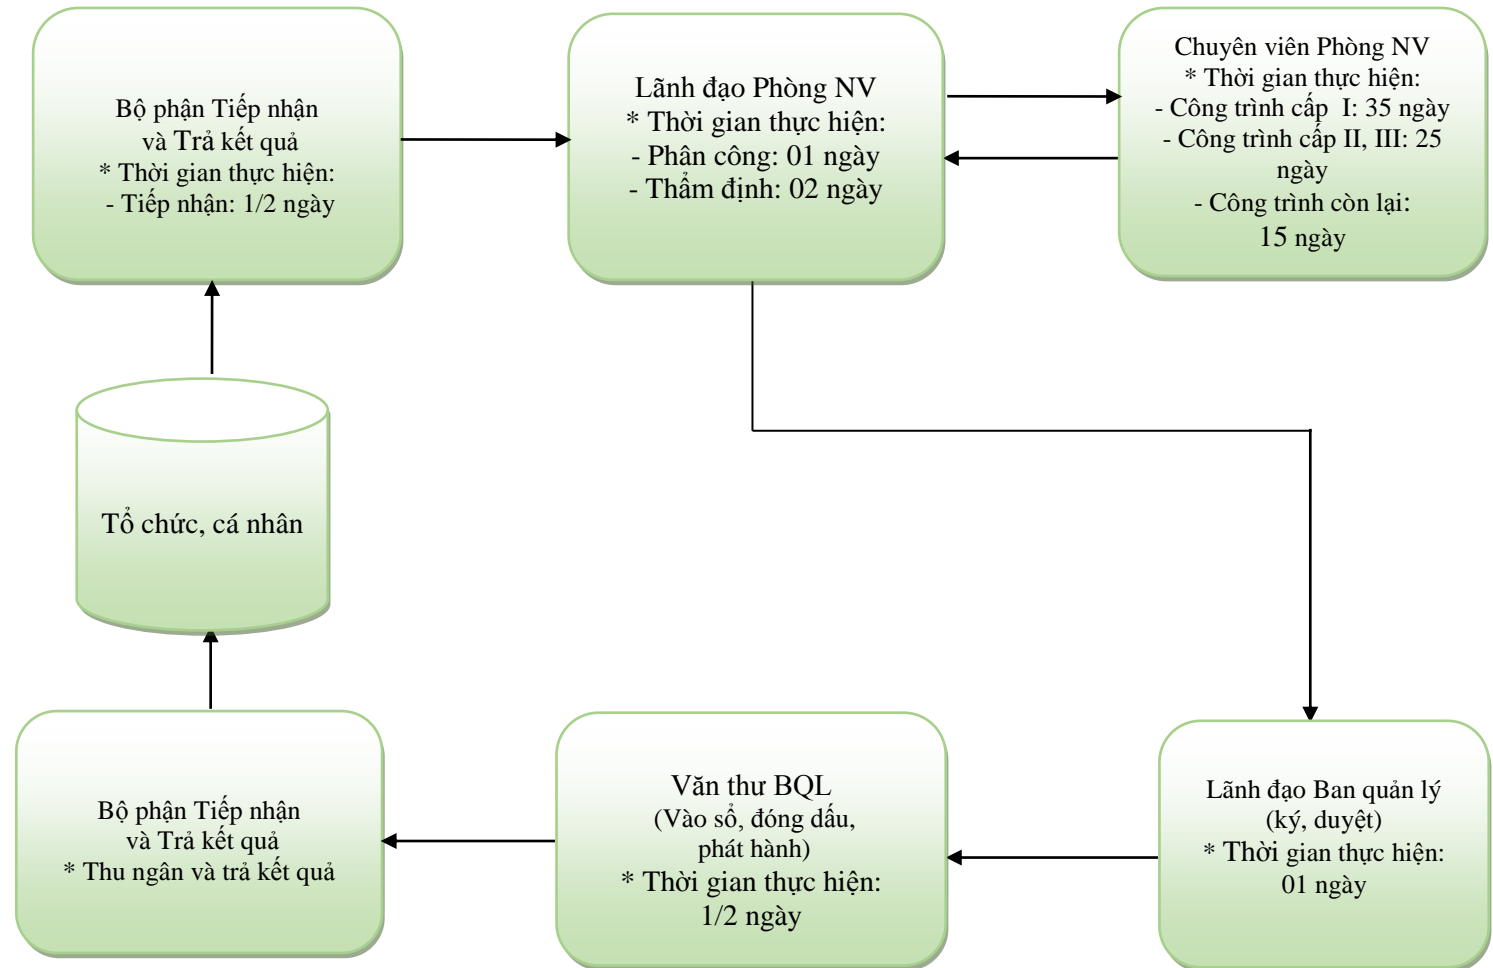 Bộ phận Tiếp nhận
và Trả kết quả
* Thời gian thực hiện:
- Tiếp nhận: 1/2 ngày
Lãnh đạo Phòng NV
* Thời gian thực hiện:
- Phân công: 01 ngày
- Thẩm định: 02 ngày
Chuyên viên Phòng NV
* Thời gian thực hiện:
- Công trình cấp I: 35 ngày
- Công trình cấp II, III: 25
ngày
- Công trình còn lại:
15 ngày
Tổ chức, cá nhân
Bộ phận Tiếp nhận
và Trả kết quả
* Thu ngân và trả kết quả
Văn thư BQL
(Vào sổ, đóng dấu,
phát hành)
* Thời gian thực hiện:
1/2 ngày
Lãnh đạo Ban quản lý
(ký, duyệt)
* Thời gian thực hiện:
01 ngày